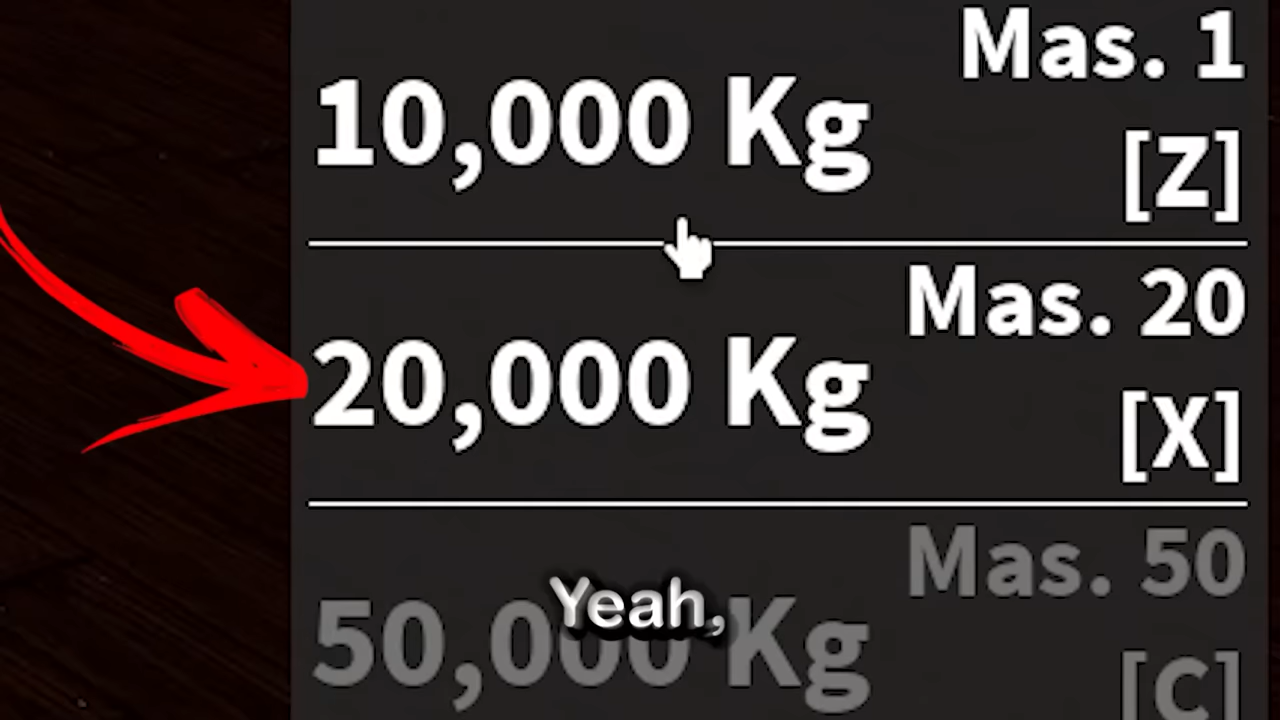 Mas. 1
10,000 Kg
[Z]
Mas. 20
20,000 Kg
[X]
Mas. 50
Yeah,
50,000 Kg
[C]